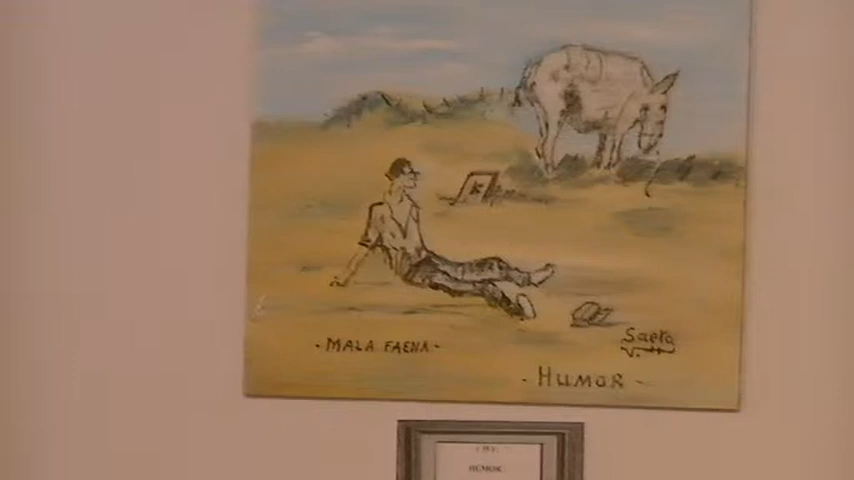 K
Saeta
· MALA FAENA ·
· HUMOR ·
HUMOR